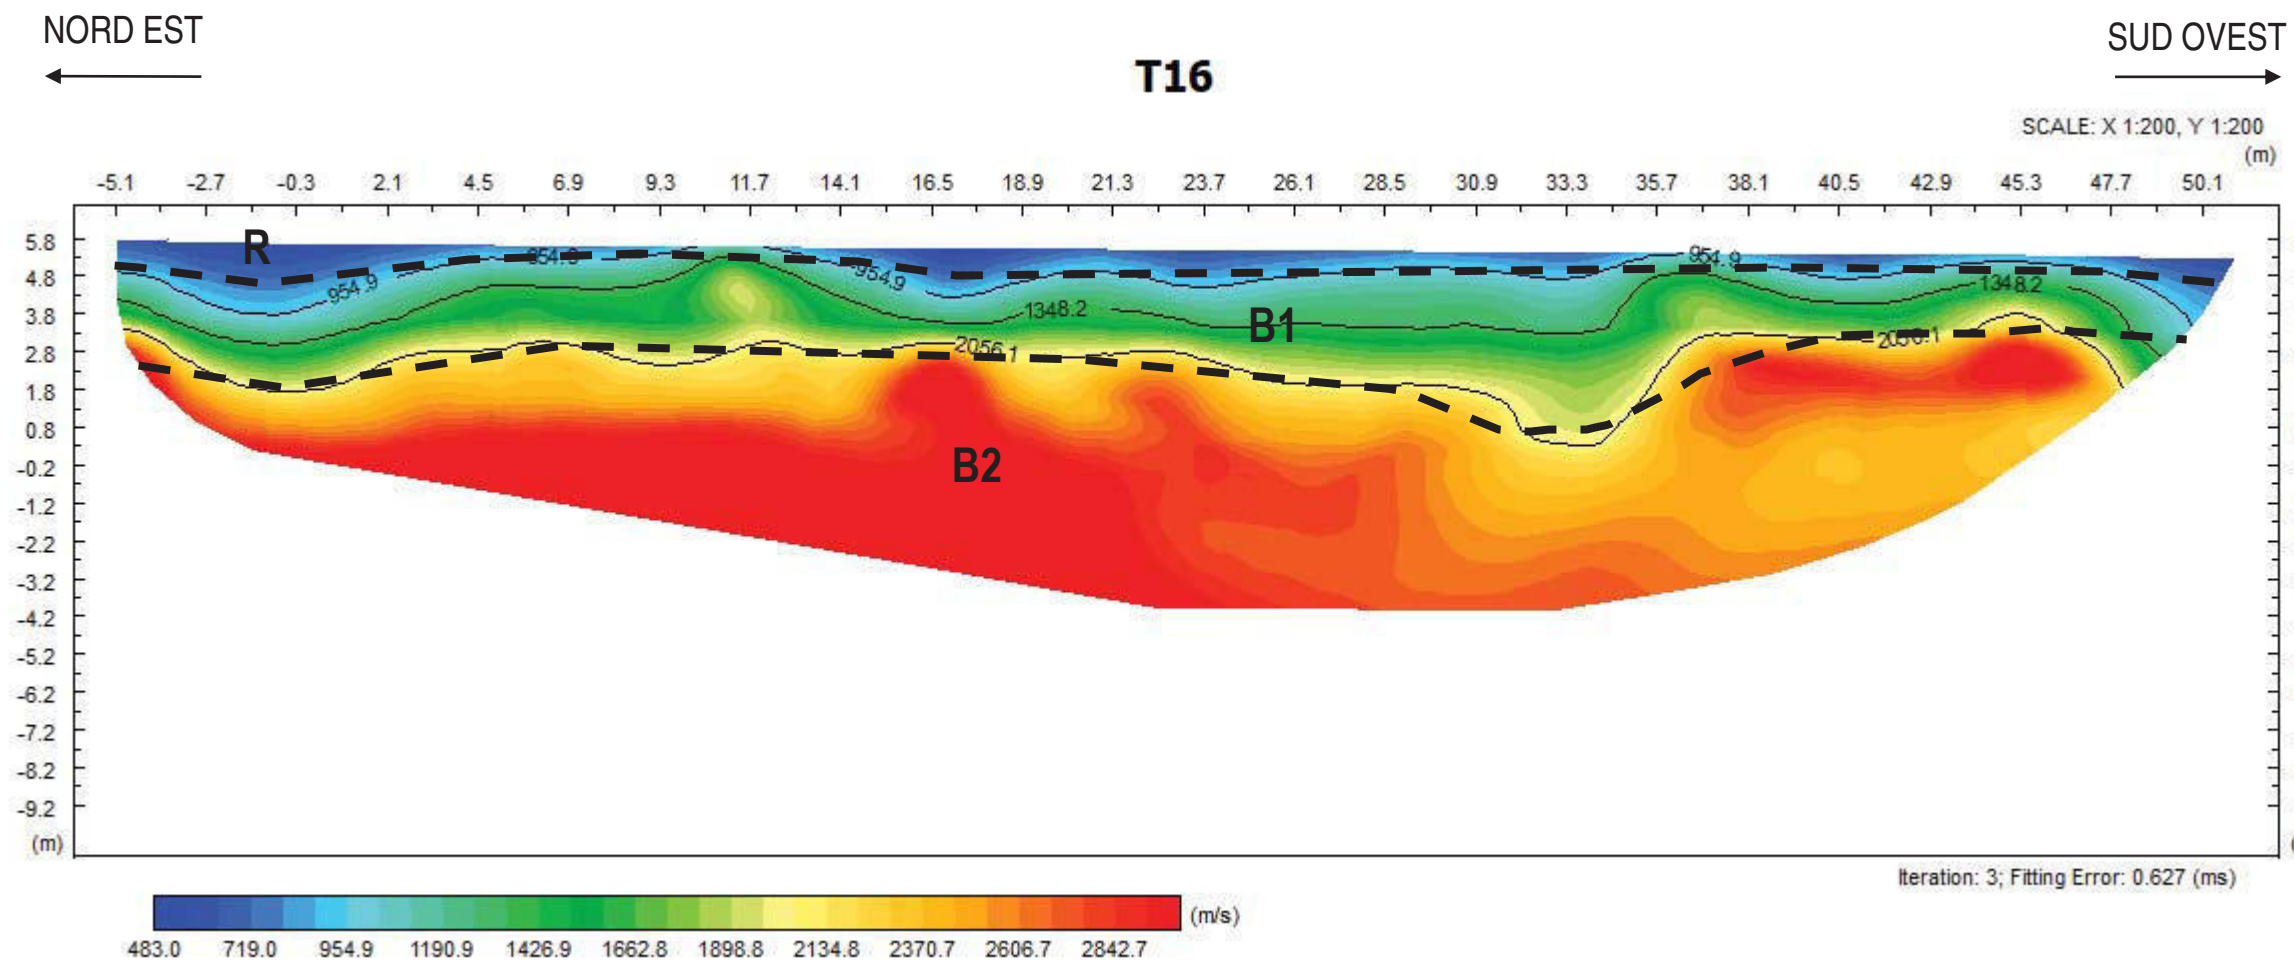 NORD EST
SUD OVEST
T16
SCALE: X 1:200, Y 1:200
(m)
-5.1 -2.7 -0.3 2.1 4.5 6.9 9.3 11.7 14.1 16.5 18.9 21.3 23.7 26.1 28.5 30.9 33.3 35.7 38.1 40.5 42.9 45.3 47.7 50.1
5.8
4.8
3.8
2.8
1.8
0.8
-0.2
-1.2
-2.2
-3.2
-4.2
-5.2
-6.2
-7.2
-8.2
-9.2
(m)
R
954.9
954.9
954.9
954.9
1348.2
1348.2
B1
2056.1
2056.1
B2
Iteration: 3; Fitting Error: 0.627 (ms)
(m/s)
483.0 719.0 954.9 1190.9 1426.9 1662.8 1898.8 2134.8 2370.7 2606.7 2842.7